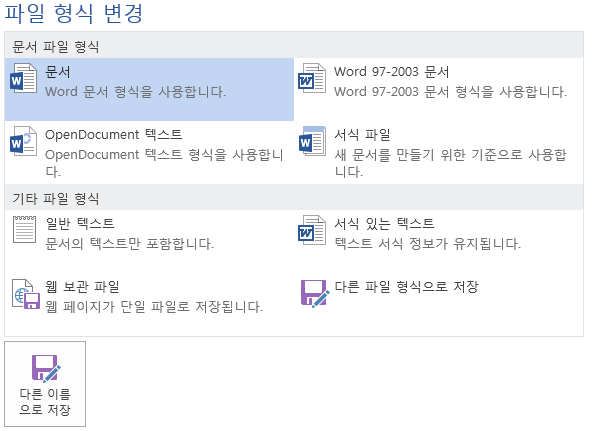 파일 형식 변경
문서 파일 형식
문서
Word 문서 형식을 사용합니다.
Word 97-2003 문서
Word 97-2003 문서 형식을 사용합니다.
OpenDocument 텍스트
OpenDocument 텍스트 형식을 사용합니
다.
서식 파일
새 문서를 만들기 위한 기준으로 사용합
니다.
기타 파일 형식
일반 텍스트
문서의 텍스트만 포함합니다.
서식 있는 텍스트
텍스트 서식 정보가 유지됩니다.
웹 보관 파일
웹 페이지가 단일 파일로 저장됩니다.
다른 파일 형식으로 저장
다른 이름
으로 저장